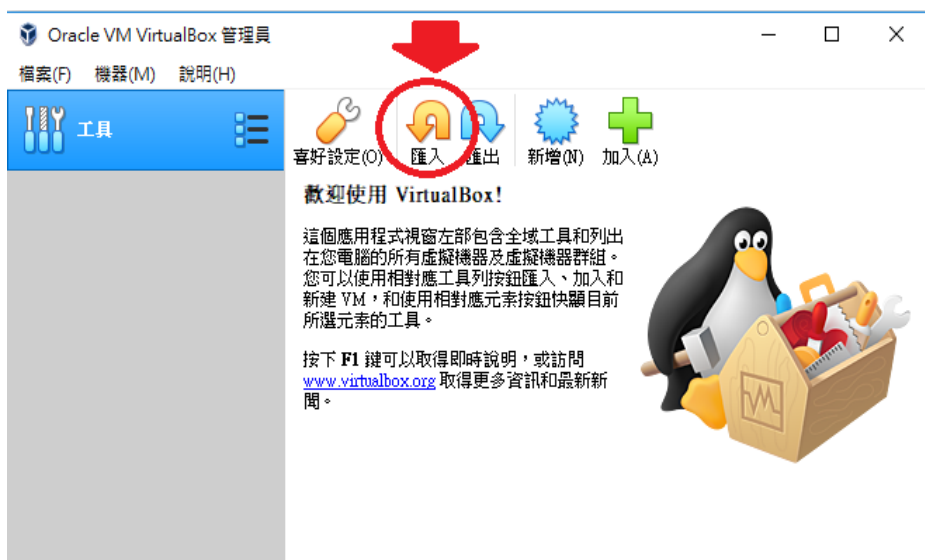 Oracle VM VirtualBox 管理員
檔案(F) 機器(M) 說明(H)
工具
喜好設定(O) 匯入 匯出 新增(N) 加入(A)
歡迎使用 VirtualBox!
這個應用程式視窗左部包含全域工具和列出
在您電腦的所有虛擬機器及虛擬機器群組。
您可以使用相對應工具列按鈕匯入、加入和
新建 VM，和使用相對應元素按鈕快顯目前
所選元素的工具。
按下 F1 鍵可以取得即時說明，或訪問
www.virtualbox.org 取得更多資訊和最新新
聞。